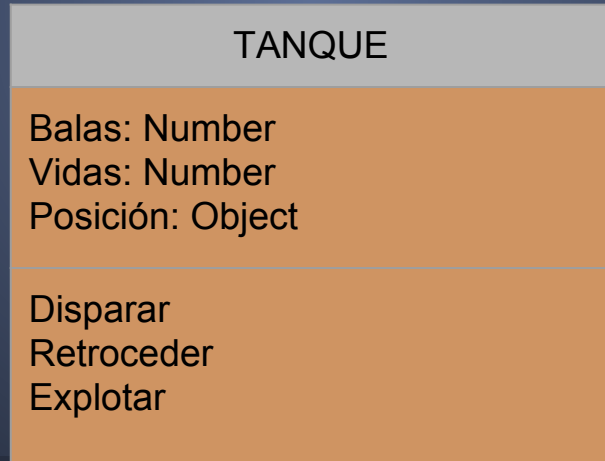 TANQUE
Balas: Number
Vidas: Number
Posición: Object
Disparar
Retroceder
Explotar